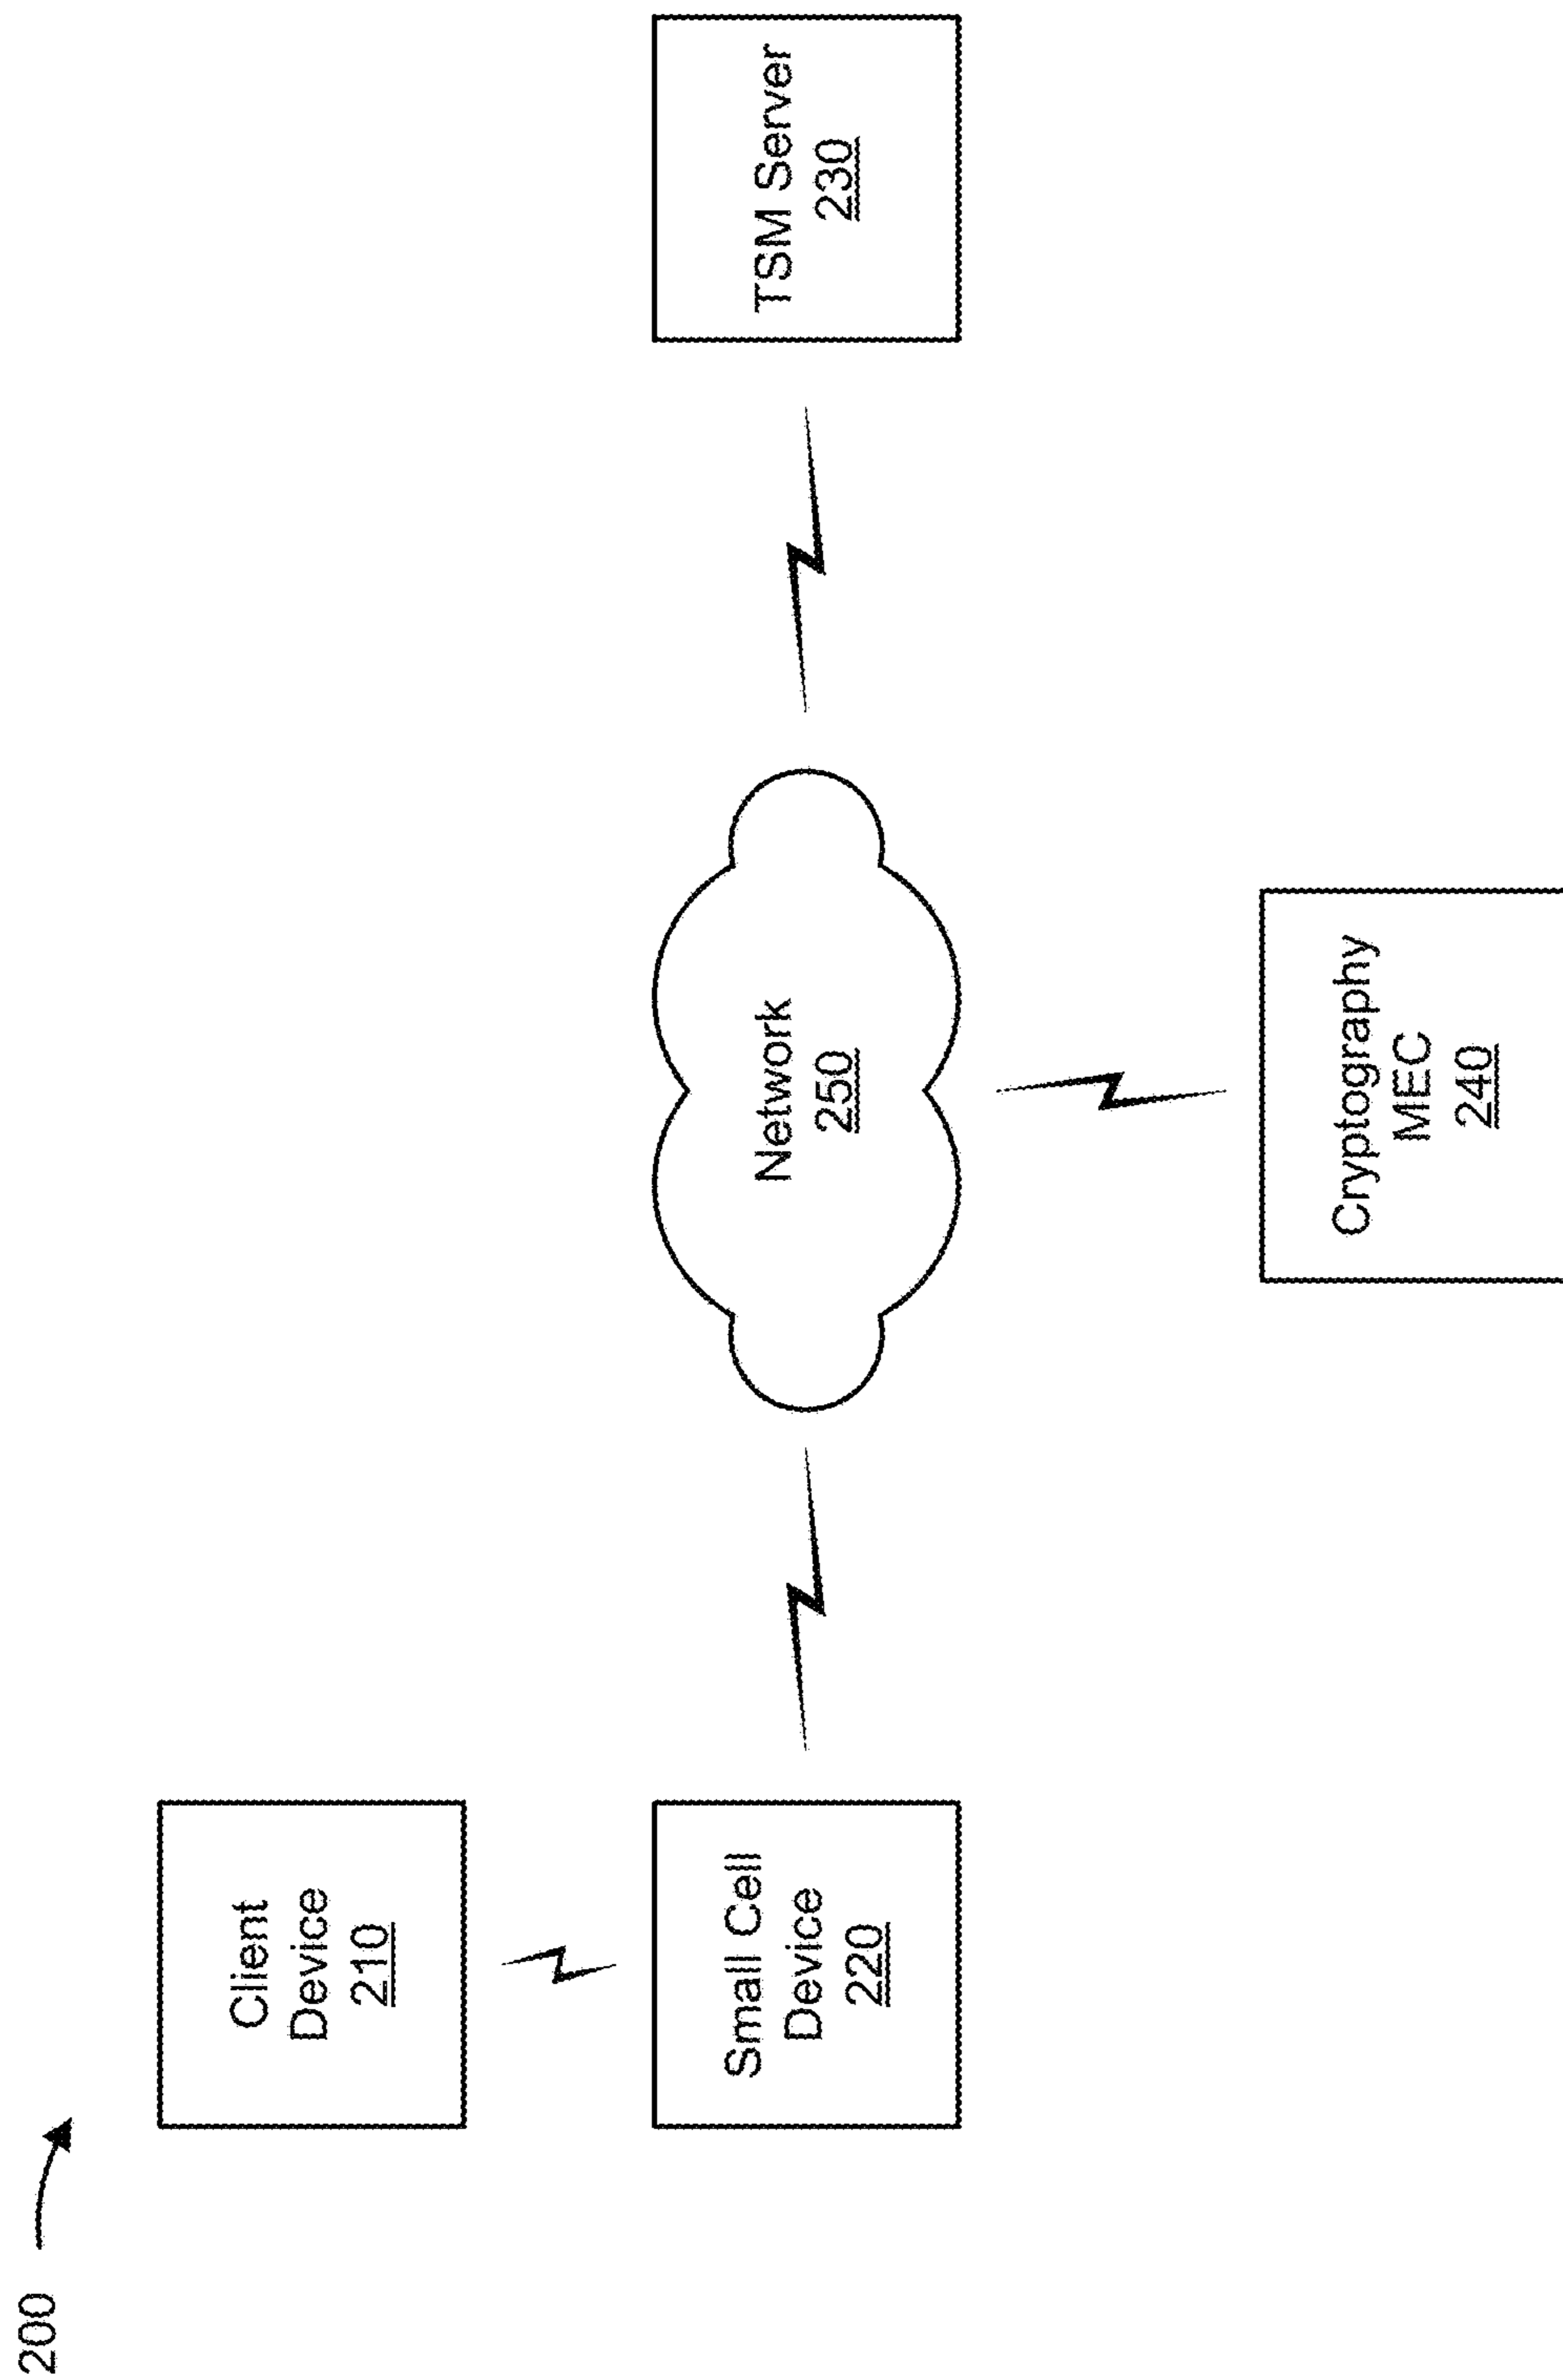 200
Client
Device
210
Small Cell
Device
220
Network
250
TSM Server
230
Cryptography
MEC
240